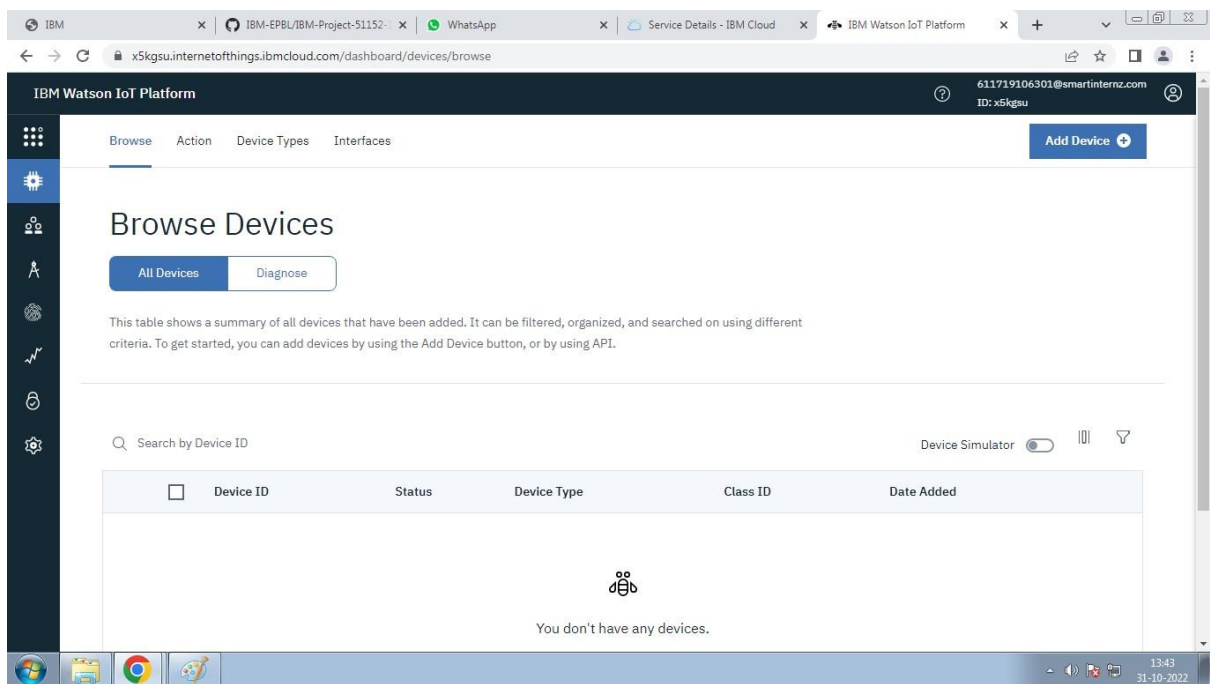 IBM
IBM-EPBL/IBM-Project-51152-
WhatsApp
Service Details - IBM Cloud
IBM Watson IoT Platform
x5kgsu.internetofthings.ibmcloud.com/dashboard/devices/browse
IBM Watson IoT Platform
611719106301@smartinternz.com
ID: x5kgsu
Browse Action Device Types Interfaces
Add Device
Browse Devices
All Devices Diagnose
This table shows a summary of all devices that have been added. It can be filtered, organized, and searched on using different
criteria. To get started, you can add devices by using the Add Device button, or by using API.
Search by Device ID
Device Simulator
Device ID Status Device Type Class ID Date Added
You don't have any devices.
13:43
31-10-2022